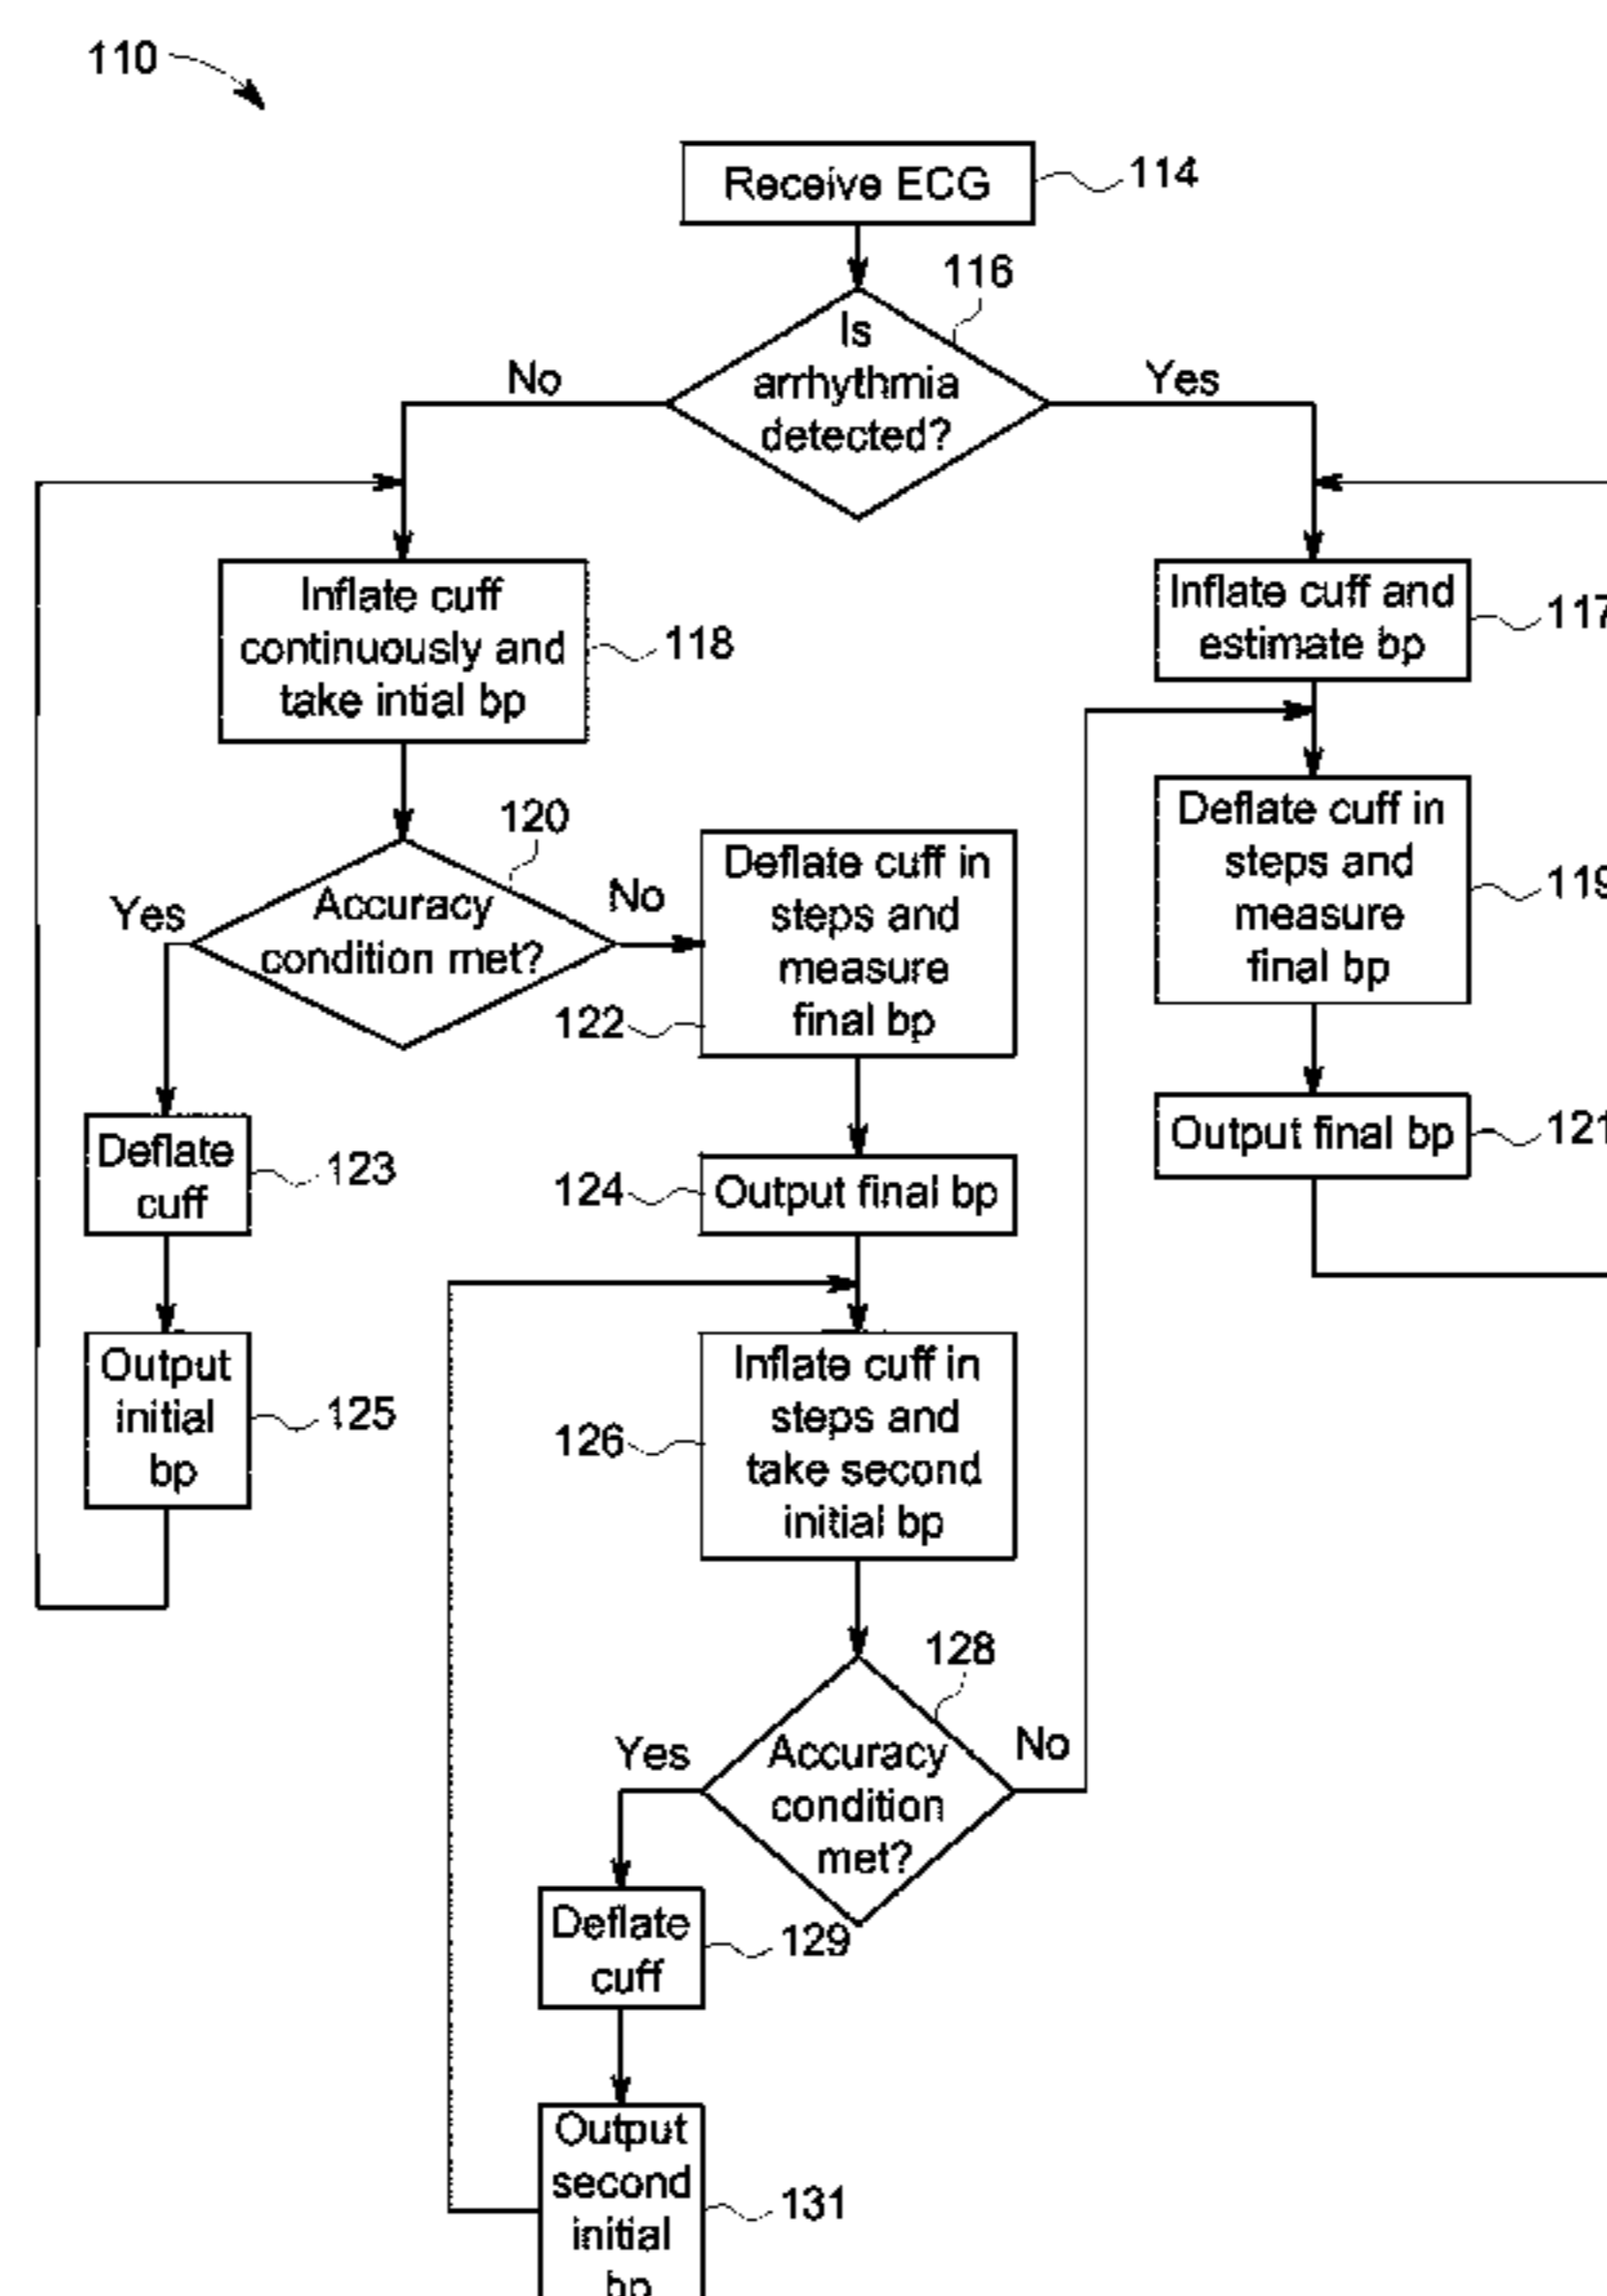 110
Receive ECG
114
116
Is
arrhythmia
detected?
No
Yes
Inflate cuff
continuously and
take intial bp
118
Inflate cuff and
estimate bp
117
120
Accuracy
condition met?
Yes
No
Deflate cuff in
steps and
measure
final bp
122
Deflate cuff in
steps and
measure
final bp
119
Deflate
cuff
123
124
Output final bp
Output final bp
121
Output
initial
bp
125
126
Inflate cuff in
steps and
take second
initial bp
128
Accuracy
condition
met?
Yes
No
Deflate
cuff
129
Output
second
initial
bp
131